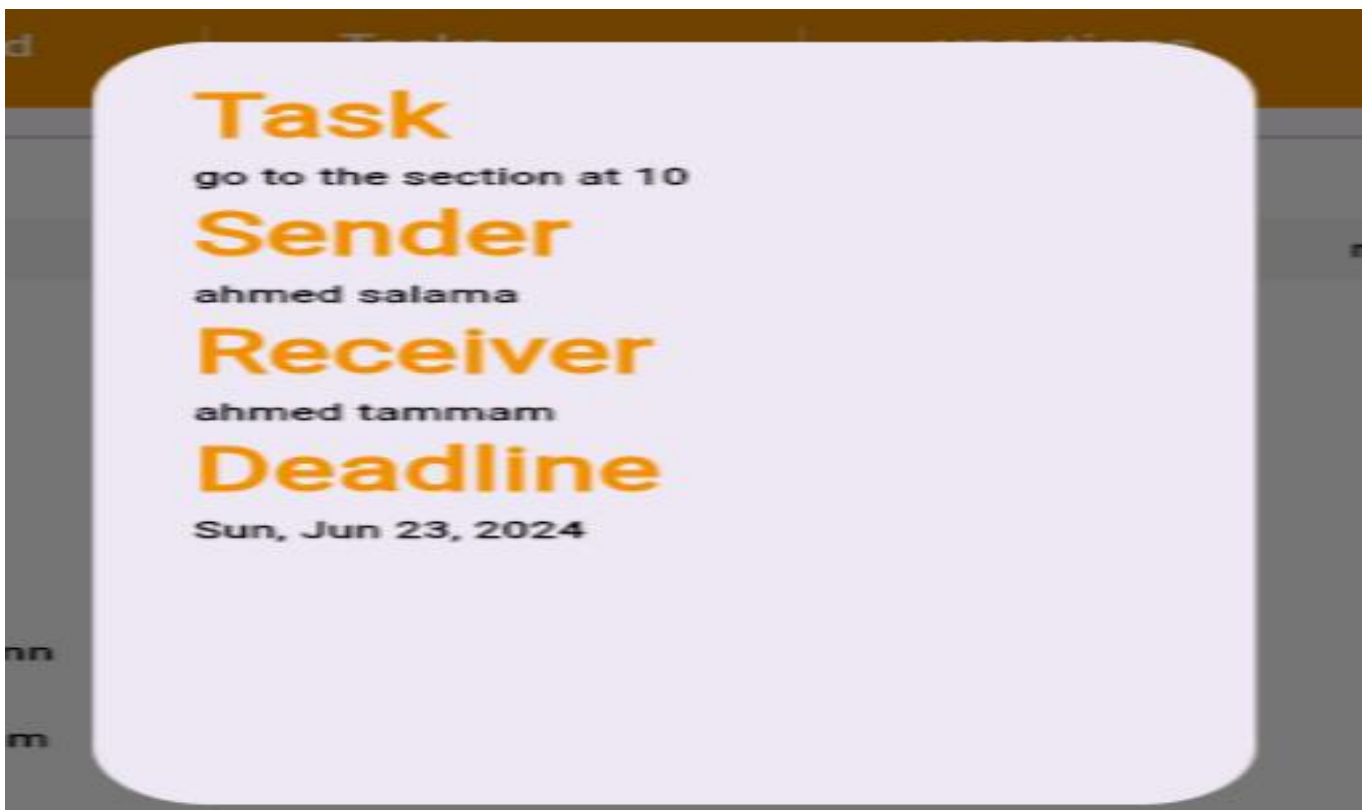 Task
go to the section at 10
Sender
ahmed salama
Receiver
ahmed tammam
Deadline
Sun, Jun 23, 2024